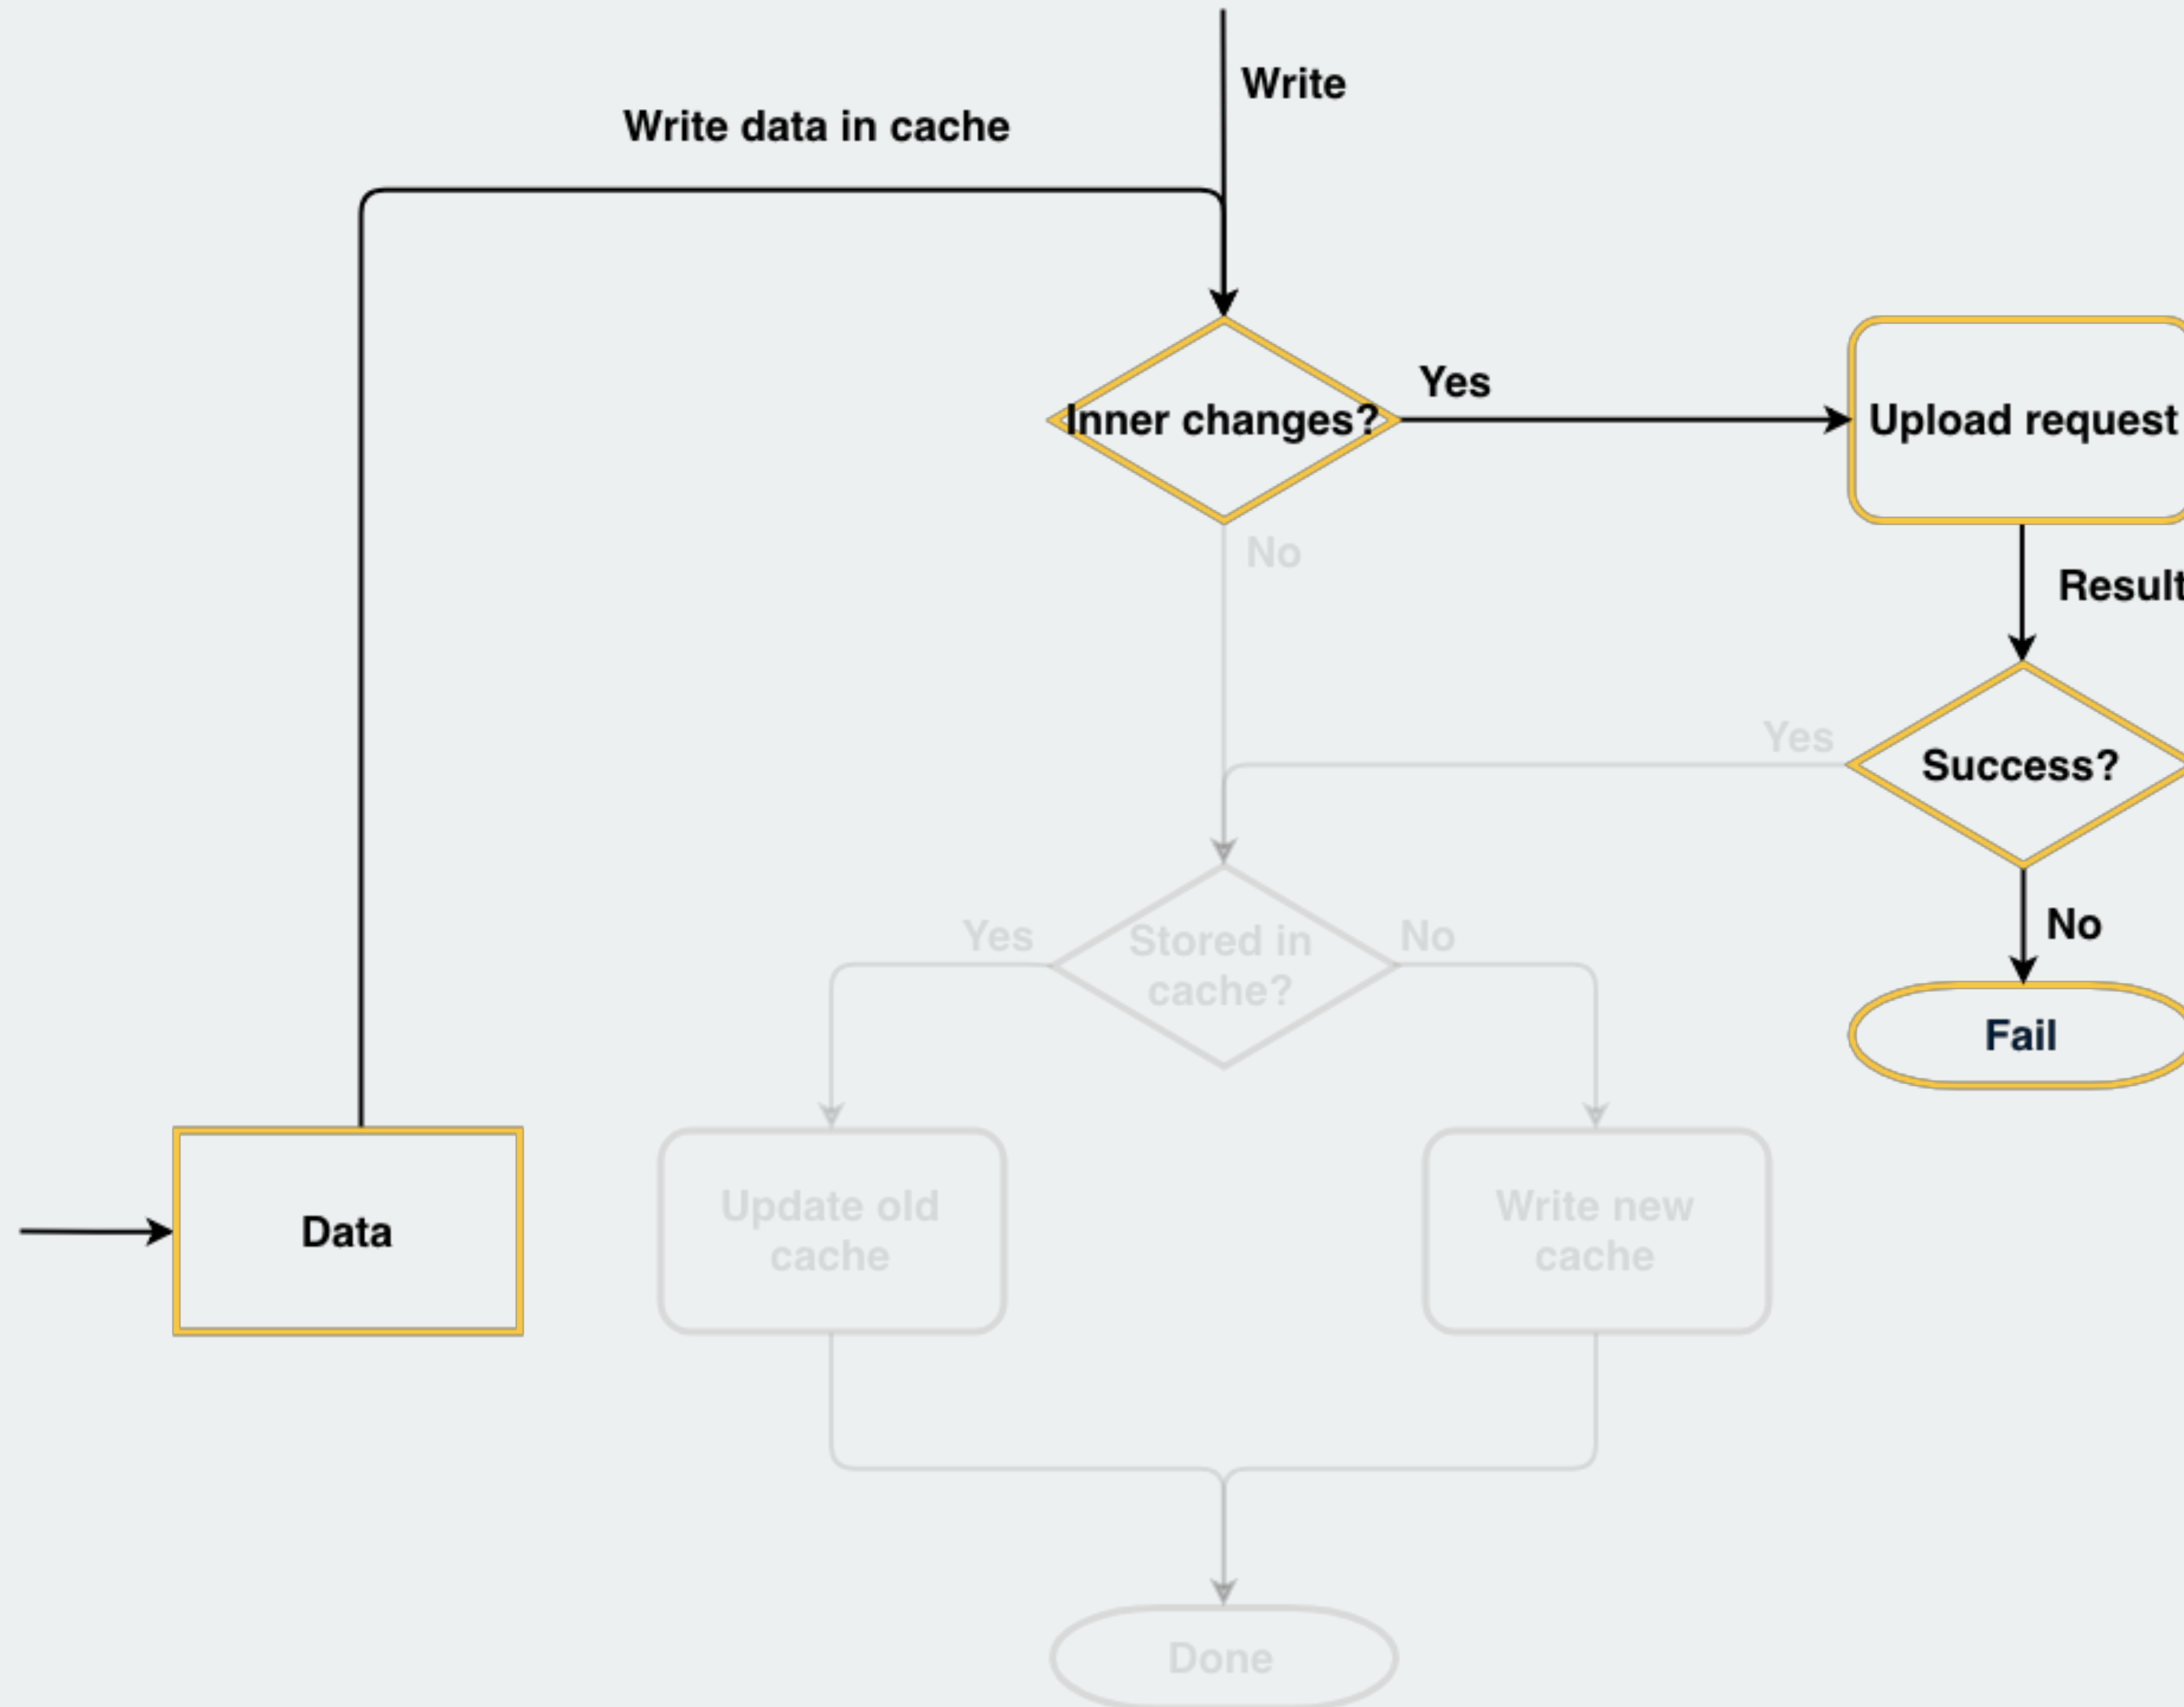 Write
Write data in cache
Yes
Inner changes?
Upload request
No
Result
Yes
Success?
Yes
Stored in
cache?
No
No
Fail
Data
Update old
cache
Write new
cache
Done